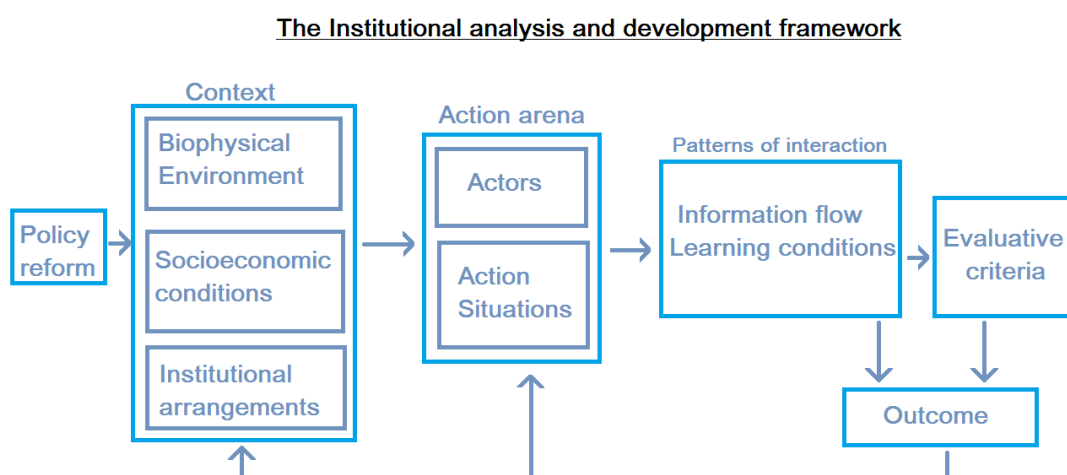 The Institutional analysis and development framework
Context
Biophysical
Environment
Socioeconomic
conditions
Institutional
arrangements
Policy
reform
Action arena
Actors
Action
Situations
Patterns of interaction
Information flow
Learning conditions
Evaluative
criteria
Outcome